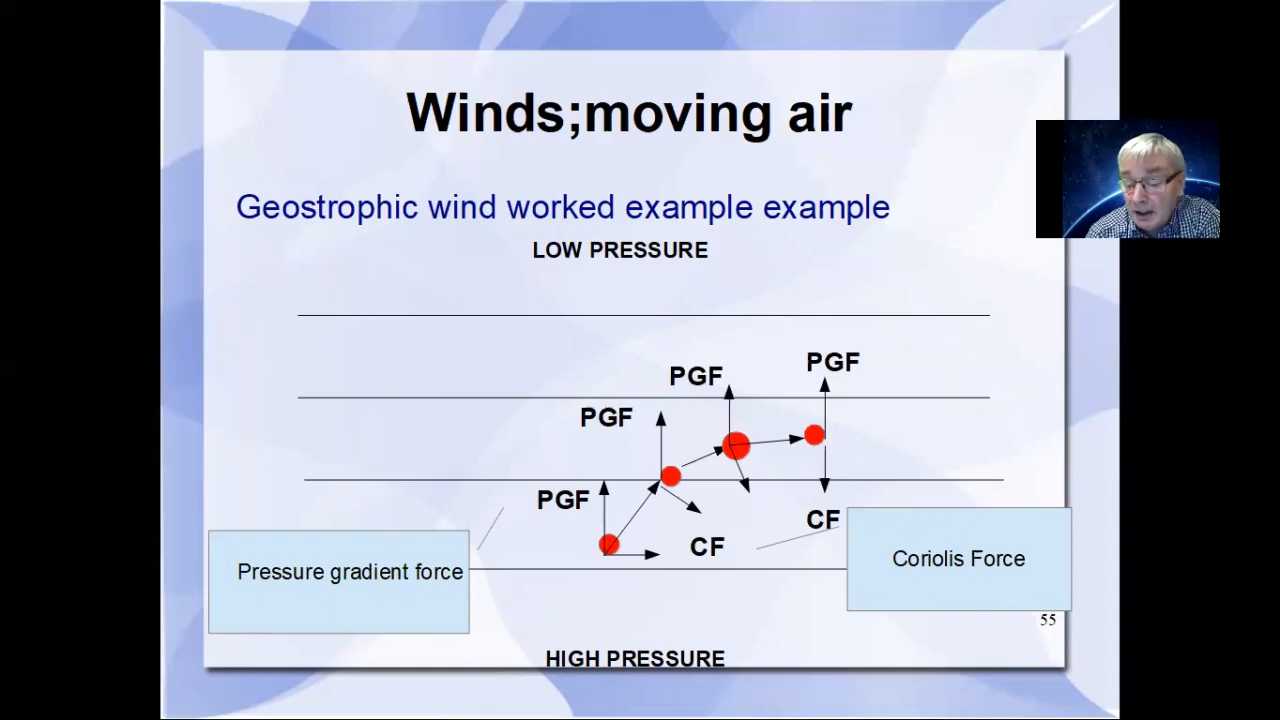 Winds;moving air
Geostrophic wind worked example example
LOW PRESSURE
PGF
PGF
PGF
PGF
CF
CF
Pressure gradient force
Coriolis Force
55
HIGH PRESSURE